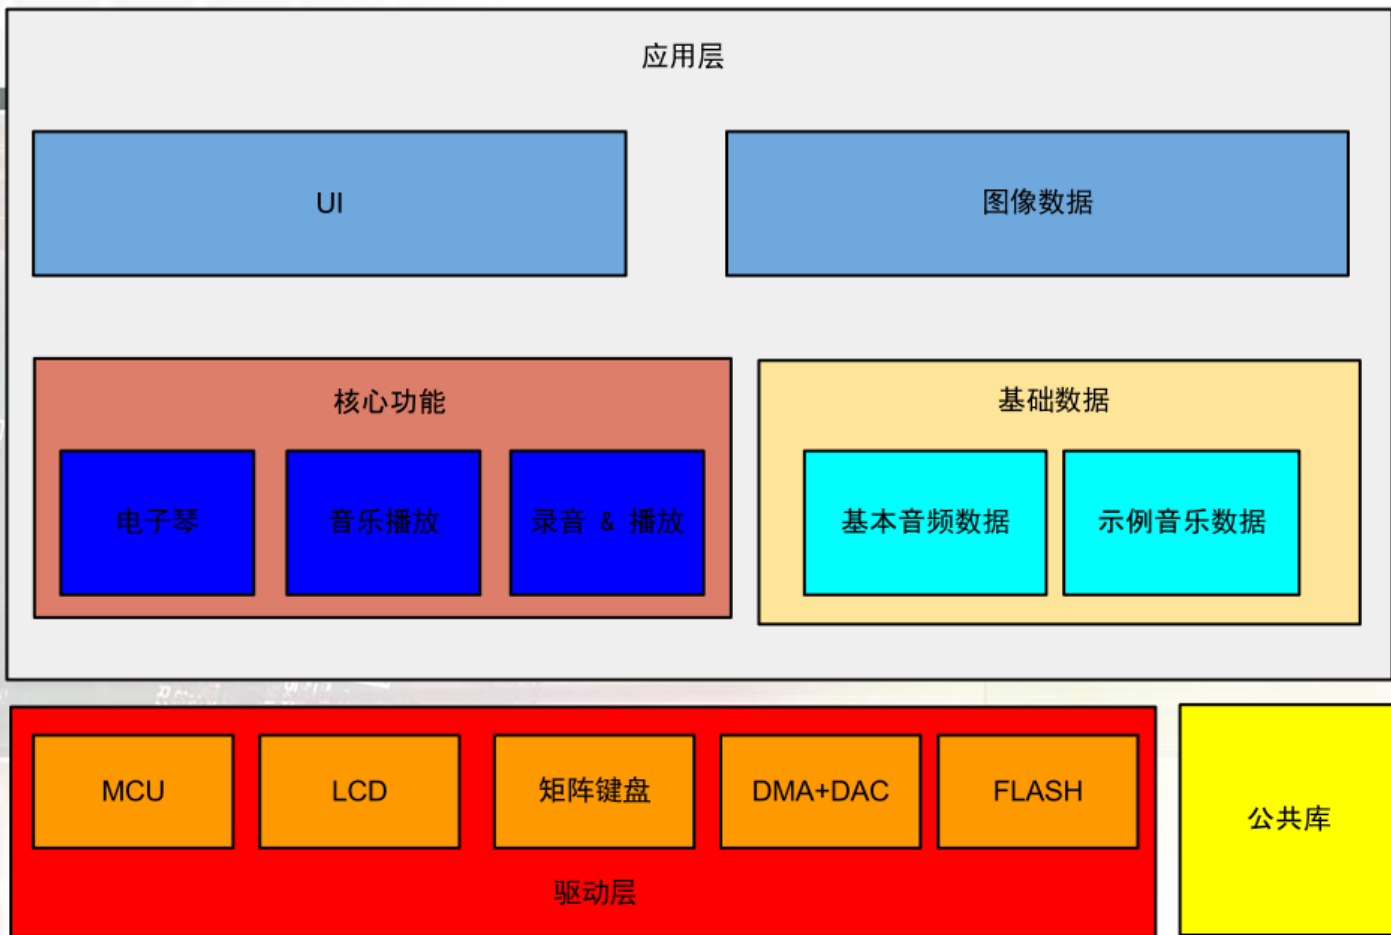 应用层
UI
图像数据
核心功能
基础数据
电子琴
音乐播放
录音 & 播放
基本音频数据
示例音乐数据
MCU
LCD
矩阵键盘
DMA+DAC
FLASH
公共库
驱动层